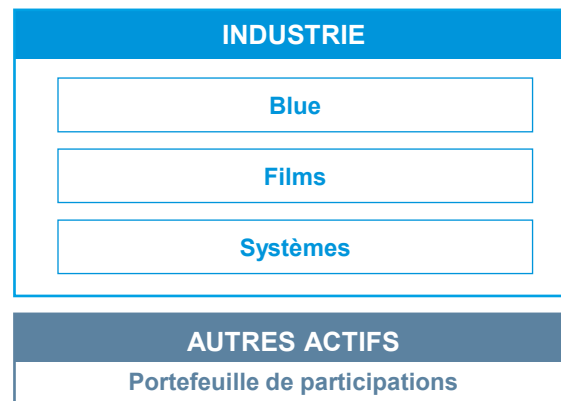 INDUSTRIE
Blue
Films
Systèmes
AUTRES ACTIFS
Portefeuille de participations